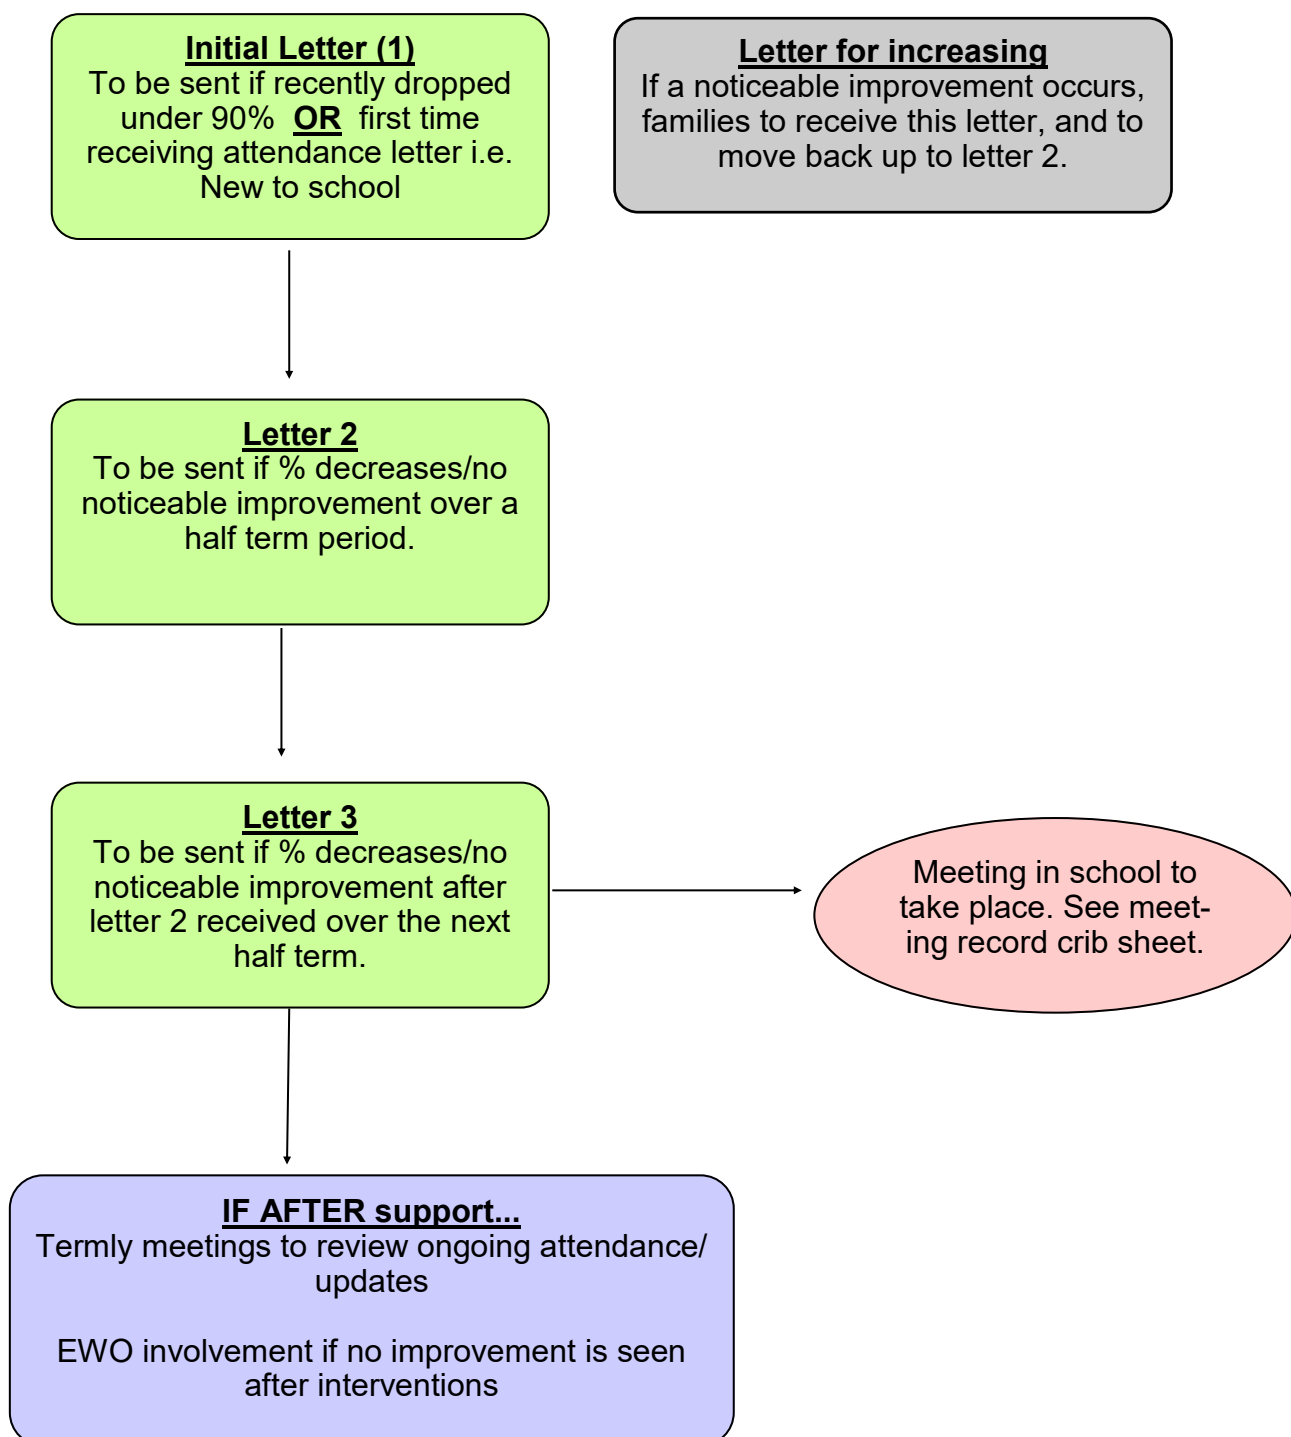 Initial Letter (1)
To be sent if recently dropped
under 90% OR first time
receiving attendance letter i.e.
New to school
Letter for increasing
If a noticeable improvement occurs,
families to receive this letter, and to
move back up to letter 2.
Letter 2
To be sent if % decreases/no
noticeable improvement over a
half term period.
Letter 3
To be sent if % decreases/no
noticeable improvement after
letter 2 received over the next
half term.
Meeting in school to
take place. See meet-
ing record crib sheet.
IF AFTER support...
Termly meetings to review ongoing attendance/
updates
EWO involvement if no improvement is seen
after interventions